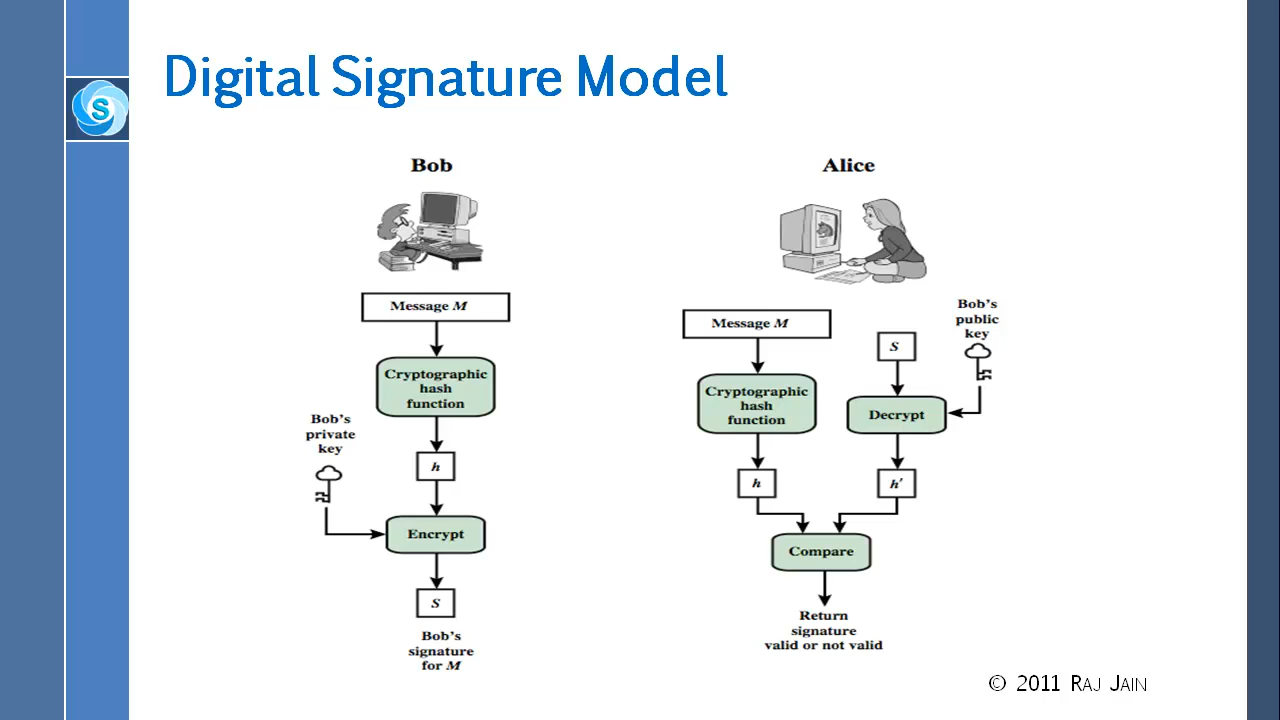 Digital Signature Model
S
Bob
Alice
Message M
Cryptographic
hash
function
Bob's
private
key
h
Encrypt
S
Bob's
signature
for M
Message M
Cryptographic
hash
function
h
S
Bob's
public
key
Decrypt
h'
Compare
Return
signature
valid or not valid
© 2011 RAJ JAIN